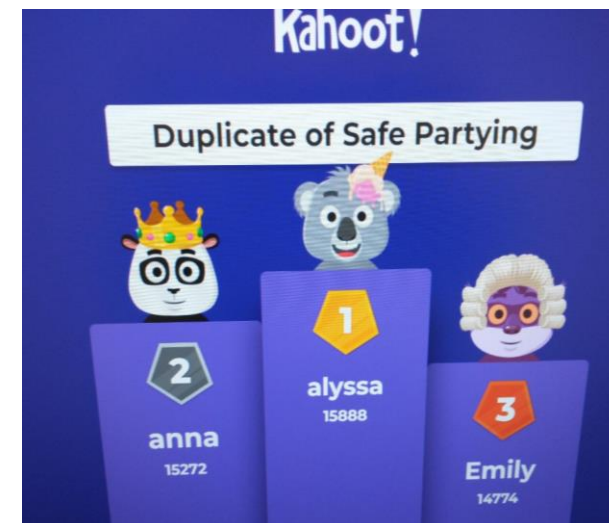 Kahoot!
Duplicate of Safe Partying
1
alyssa
15888
2
anna
15272
3
Emily
14774